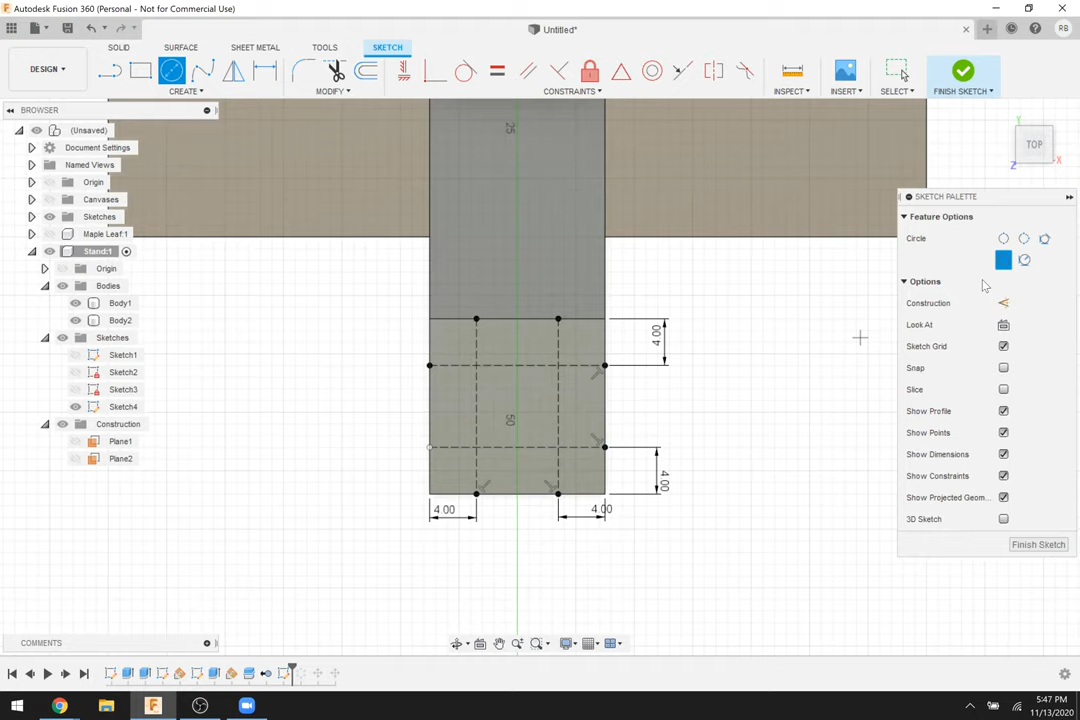 Autodesk Fusion 360 (Personal - Not for Commercial Use)
Untitled*
RB
DESIGN
SOLID
SURFACE
SHEET METAL
TOOLS
SKETCH
CREATE
MODIFY
CONSTRAINTS
INSPECT
INSERT
SELECT
FINISH SKETCH
BROWSER
(Unsaved)
Document Settings
Named Views
Origin
Canvases
Sketches
Maple Leaf:1
Stand:1
Origin
Bodies
Body1
Body2
Sketches
Sketch1
Sketch2
Sketch3
Sketch4
Construction
Plane1
Plane2
25
50
4.00
4.00
4.00
4.00
TOP
Y
X
Z
SKETCH PALETTE
Feature Options
Circle
Options
Construction
Look At
Sketch Grid
Snap
Slice
Show Profile
Show Points
Show Dimensions
Show Constraints
Show Projected Geom...
3D Sketch
Finish Sketch
COMMENTS
5:47 PM
11/13/2020